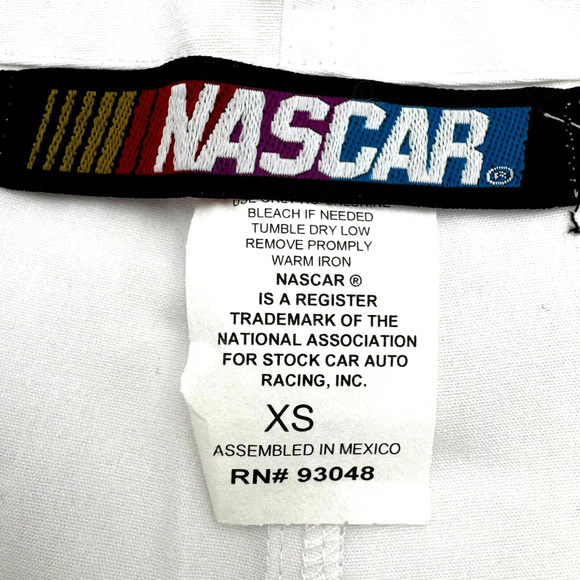 NASCAR®
BLEACH IF NEEDED
TUMBLE DRY LOW
REMOVE PROMPLY
WARM IRON
NASCAR ®
IS A REGISTER
TRADEMARK OF THE
NATIONAL ASSOCIATION
FOR STOCK CAR AUTO
RACING, INC.
XS
ASSEMBLED IN MEXICO
RN# 93048